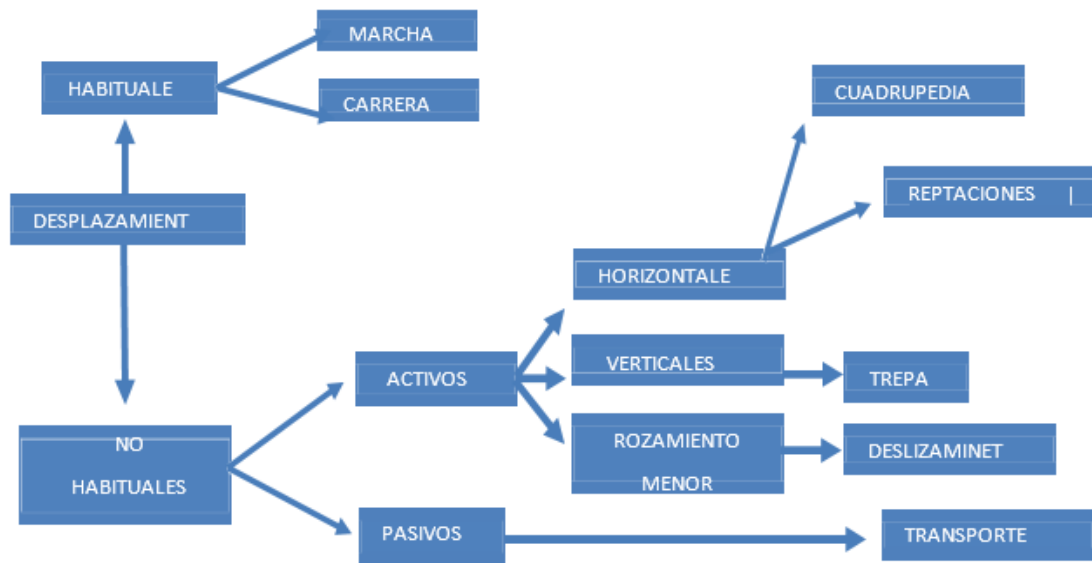 MARCHA
HABITUALE
CUADRUPEDIA
CARRERA
REPTACIONES |
DESPLAZAMIENT
HORIZONTALE
VERTICALES
ACTIVOS
TREPA
NO
HABITUALES
ROZAMIENTO
MENOR
DESLIZAMINET
PASIVOS
TRANSPORTE